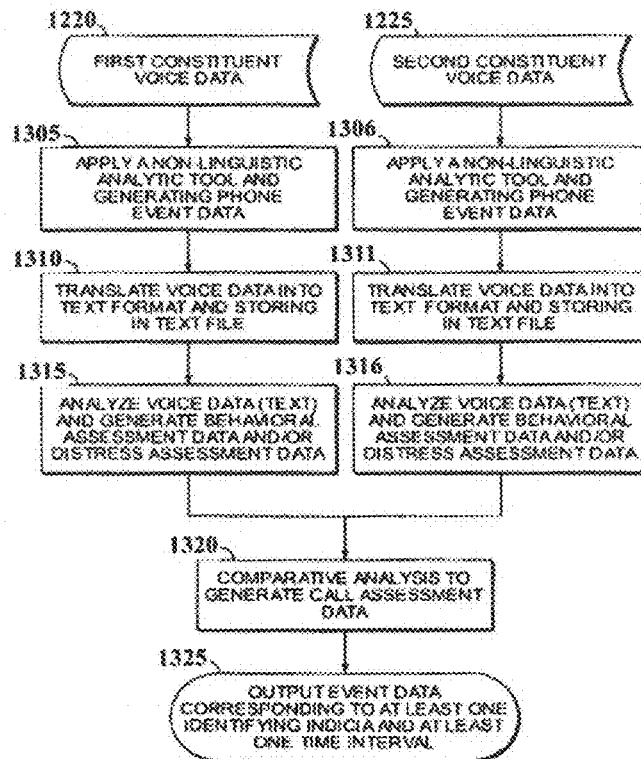 1220
FIRST CONSTITUENT
VOICE DATA
1225
SECOND CONSTITUENT
VOICE DATA
1305
APPLY A NON-LINGUISTIC
ANALYTIC TOOL AND
GENERATING PHONE
EVENT DATA
1306
APPLY A NON-LINGUISTIC
ANALYTIC TOOL AND
GENERATING PHONE
EVENT DATA
1310
TRANSLATE VOICE DATA INTO
TEXT FORMAT AND STORING
IN TEXT FILE
1311
TRANSLATE VOICE DATA INTO
TEXT FORMAT AND STORING
IN TEXT FILE
1315
ANALYZE VOICE DATA (TEXT)
AND GENERATE BEHAVIORAL
ASSESSMENT DATA AND/OR
DISTRESS ASSESSMENT DATA
1316
ANALYZE VOICE DATA (TEXT)
AND GENERATE BEHAVIORAL
ASSESSMENT DATA AND/OR
DISTRESS ASSESSMENT DATA
1320
COMPARATIVE ANALYSIS TO
GENERATE CALL ASSESSMENT
DATA
1325
OUTPUT EVENT DATA
CORRESPONDING TO AT LEAST ONE
IDENTIFYING INDICIA AND AT LEAST
ONE TIME INTERVAL